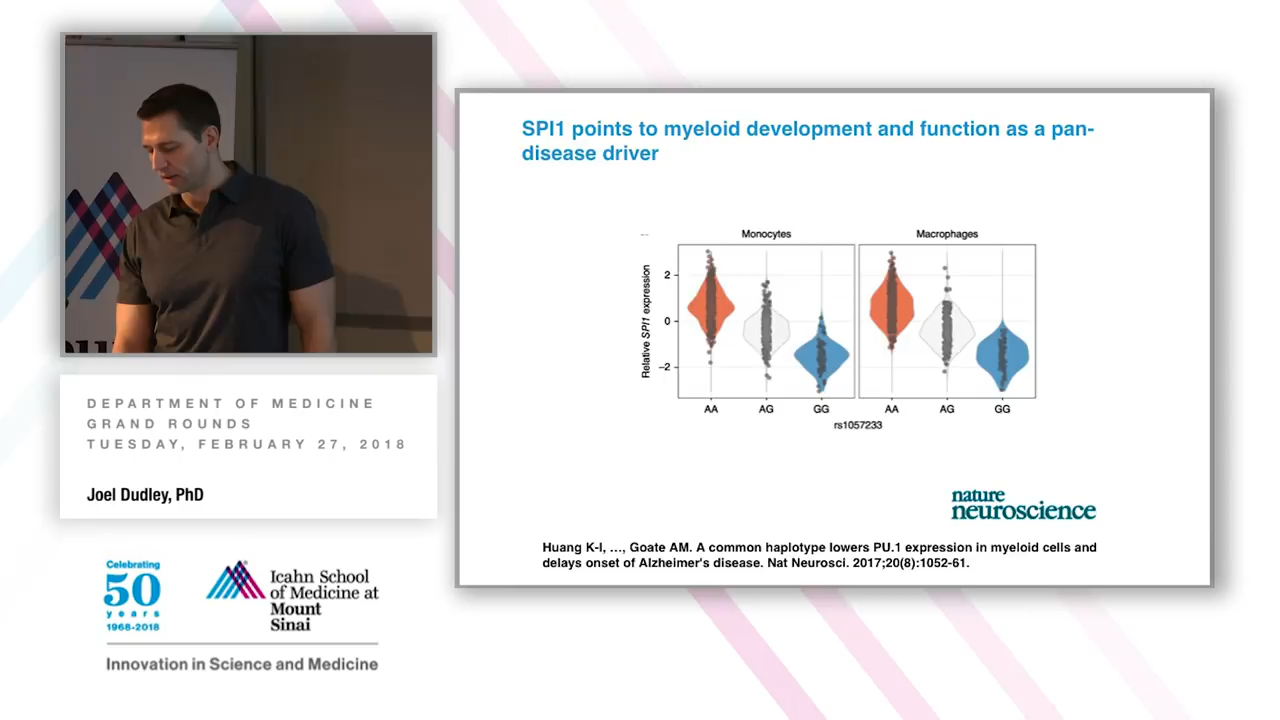 SPI1 points to myeloid development and function as a pan-
disease driver
Monocytes
Macrophages
Relative SPI1 expression
2
0
−2
AA
AG
GG
AA
AG
GG
rs1057233
nature
neuroscience
Huang K-l, …, Goate AM. A common haplotype lowers PU.1 expression in myeloid cells and
delays onset of Alzheimer's disease. Nat Neurosci. 2017;20(8):1052-61.
DEPARTMENT OF MEDICINE
GRAND ROUNDS
TUESDAY, FEBRUARY 27, 2018
Joel Dudley, PhD
Celebrating
50
years
1968-2018
Icahn School
of Medicine at
Mount
Sinai
Innovation in Science and Medicine